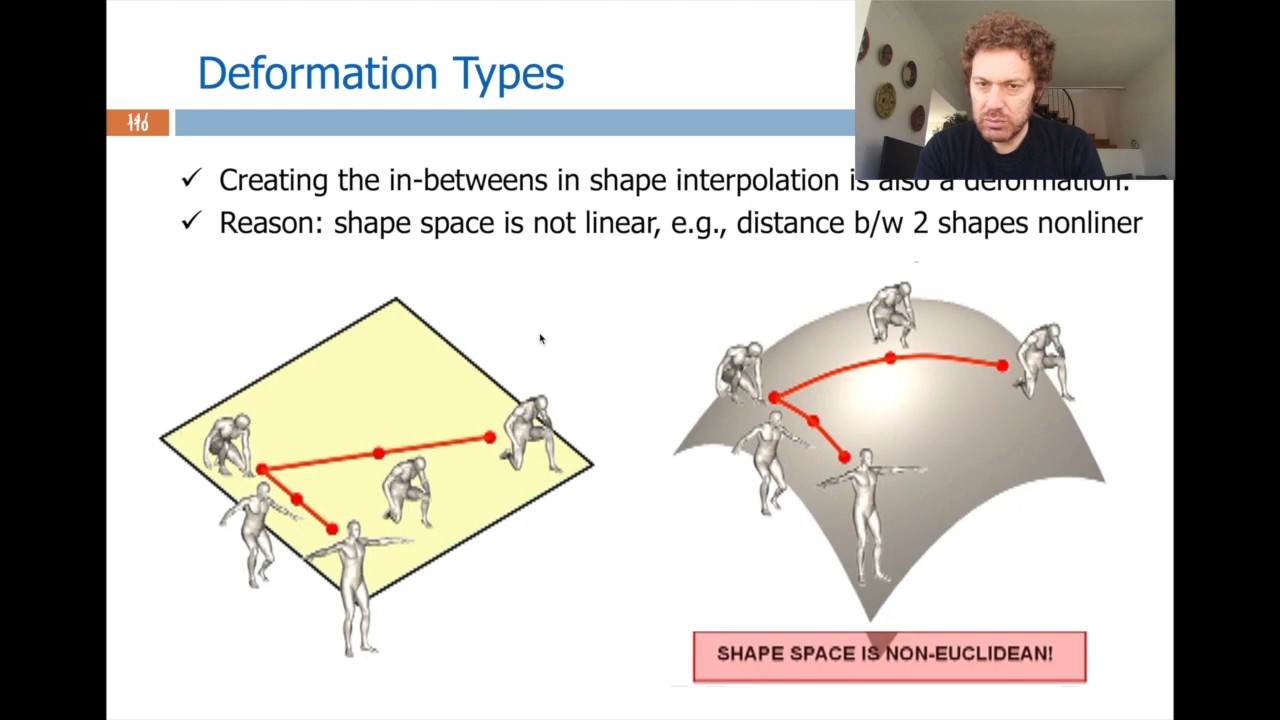 Deformation Types
✓ Creating the in-betweens in shape interpolation is also a deformation.
✓ Reason: shape space is not linear, e.g., distance b/w 2 shapes nonliner
SHAPE SPACE IS NON-EUCLIDEAN!